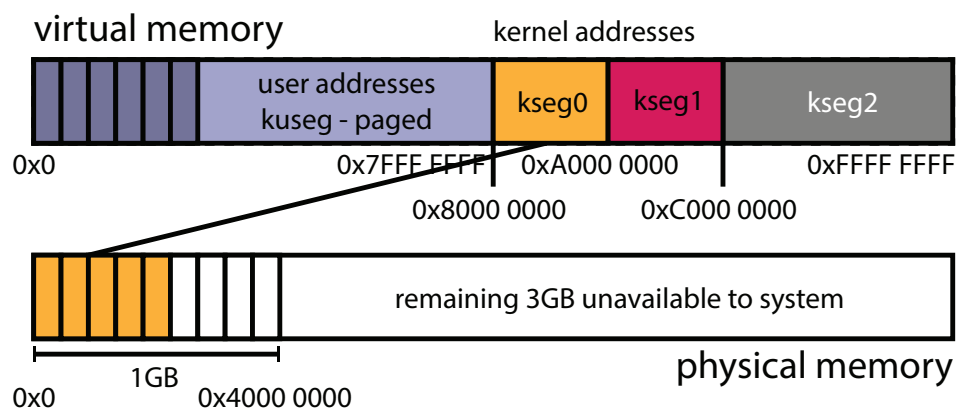 virtual memory
kernel addresses
user addresses
kuseg - paged
kseg0
kseg1
kseg2
0x0
0x7FFF FFFF
0xA000 0000
0xFFFF FFFF
0x8000 0000
0xC000 0000
remaining 3GB unavailable to system
1GB
physical memory
0x0
0x4000 0000